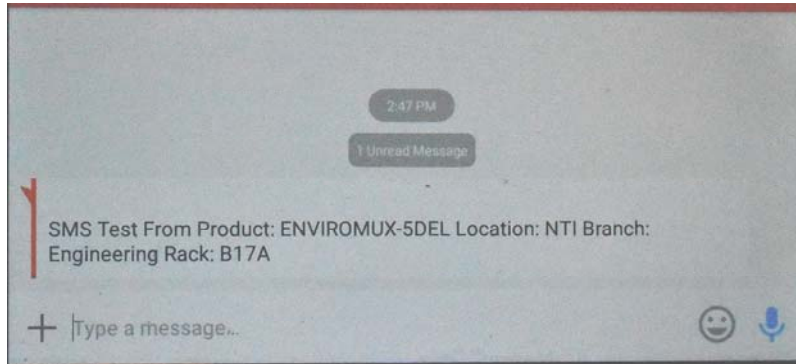 2:47 PM
1 Unread Message
SMS Test From Product: ENVIROMUX-5DEL Location: NTI Branch:
Engineering Rack: B17A
Type a message...